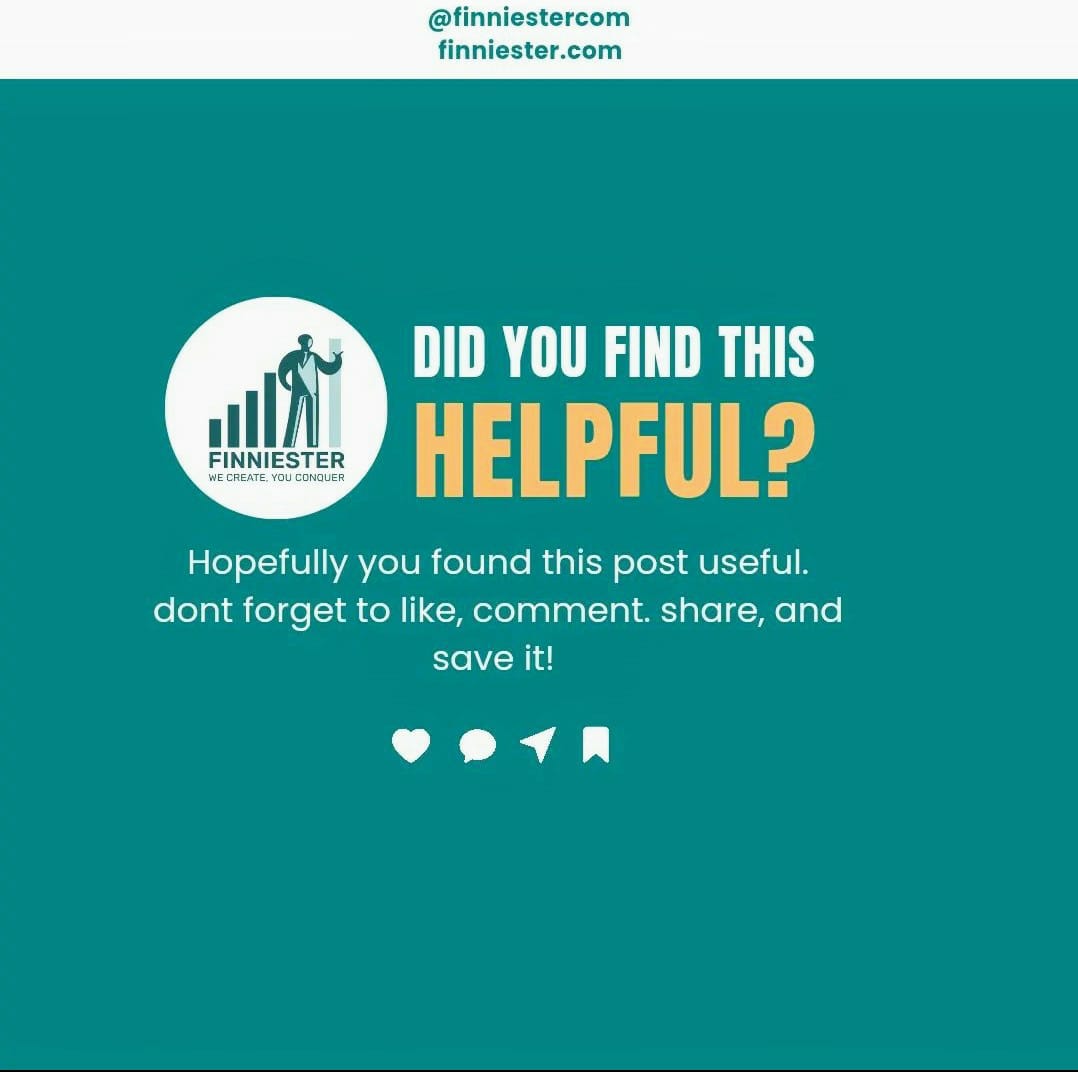 @finniestercom
finniester.com
DID YOU FIND THIS
HELPFUL?
FINNIESTER
WE CREATE, YOU CONQUER
Hopefully you found this post useful.
dont forget to like, comment. share, and
save it!